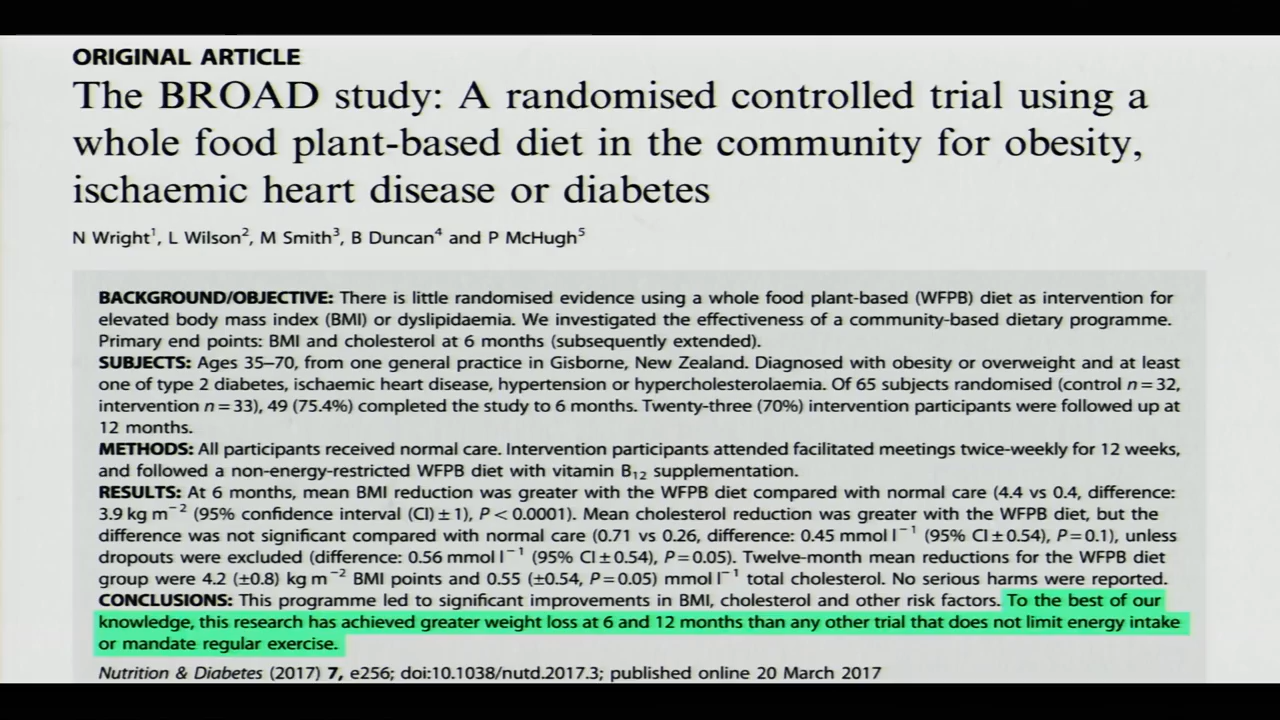 ORIGINAL ARTICLE
The BROAD study: A randomised controlled trial using a
whole food plant-based diet in the community for obesity,
ischaemic heart disease or diabetes
N Wright¹, L Wilson², M Smith³, B Duncan⁴ and P McHugh⁵
BACKGROUND/OBJECTIVE: There is little randomised evidence using a whole food plant-based (WFPB) diet as intervention for
elevated body mass index (BMI) or dyslipidaemia. We investigated the effectiveness of a community-based dietary programme.
Primary end points: BMI and cholesterol at 6 months (subsequently extended).
SUBJECTS: Ages 35–70, from one general practice in Gisborne, New Zealand. Diagnosed with obesity or overweight and at least
one of type 2 diabetes, ischaemic heart disease, hypertension or hypercholesterolaemia. Of 65 subjects randomised (control n = 32,
intervention n = 33), 49 (75.4%) completed the study to 6 months. Twenty-three (70%) intervention participants were followed up at
12 months.
METHODS: All participants received normal care. Intervention participants attended facilitated meetings twice-weekly for 12 weeks,
and followed a non-energy-restricted WFPB diet with vitamin B₁₂ supplementation.
RESULTS: At 6 months, mean BMI reduction was greater with the WFPB diet compared with normal care (4.4 vs 0.4, difference:
3.9 kg m⁻² (95% confidence interval (CI) ± 1), P < 0.0001). Mean cholesterol reduction was greater with the WFPB diet, but the
difference was not significant compared with normal care (0.71 vs 0.26, difference: 0.45 mmol l⁻¹ (95% CI ± 0.54), P = 0.1), unless
dropouts were excluded (difference: 0.56 mmol l⁻¹ (95% CI ± 0.54), P = 0.05). Twelve-month mean reductions for the WFPB diet
group were 4.2 (±0.8) kg m⁻² BMI points and 0.55 (±0.54, P = 0.05) mmol l⁻¹ total cholesterol. No serious harms were reported.
CONCLUSIONS: This programme led to significant improvements in BMI, cholesterol and other risk factors. To the best of our
knowledge, this research has achieved greater weight loss at 6 and 12 months than any other trial that does not limit energy intake
or mandate regular exercise.
Nutrition & Diabetes (2017) 7, e256; doi:10.1038/nutd.2017.3; published online 20 March 2017